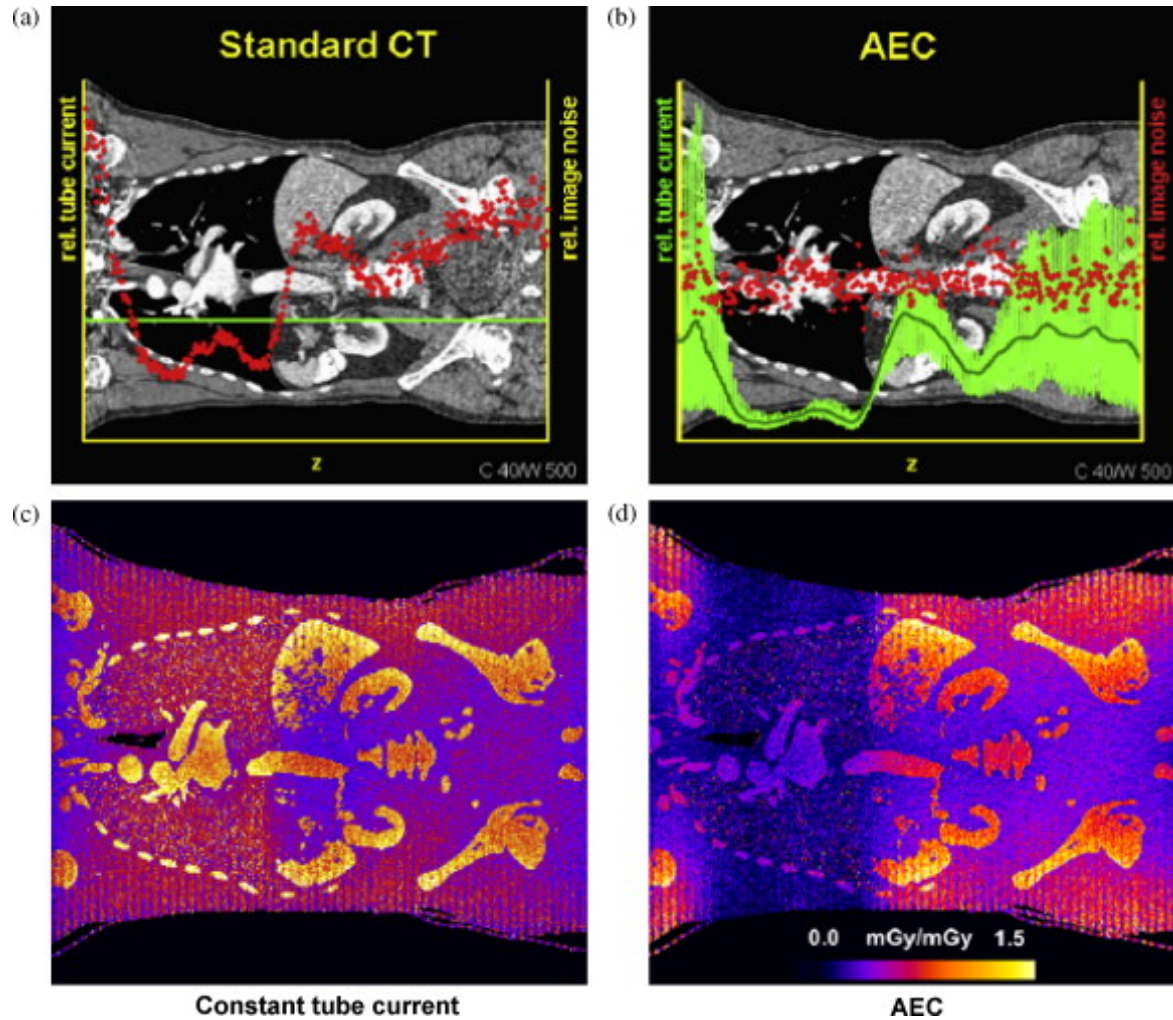 (a)
Standard CT
rel. tube current
rel. image noise
z
C 40/W 500
(b)
AEC
rel. tube current
rel. image noise
z
C 40/W 500
(c)
Constant tube current
(d)
0.0 mGy/mGy 1.5
AEC